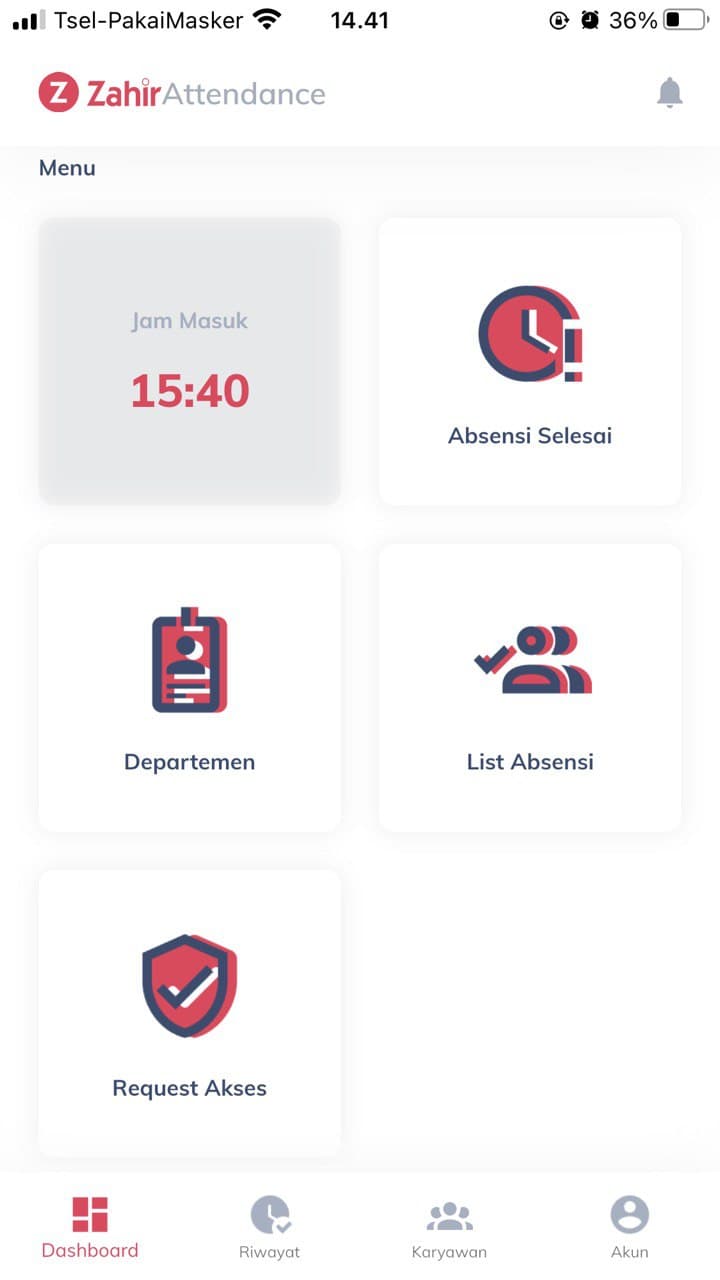 Tsel-PakaiMasker 14.41 36%
Z ZahirAttendance
Menu
Jam Masuk
15:40
Absensi Selesai
Departemen
List Absensi
Request Akses
Dashboard
Riwayat
Karyawan
Akun